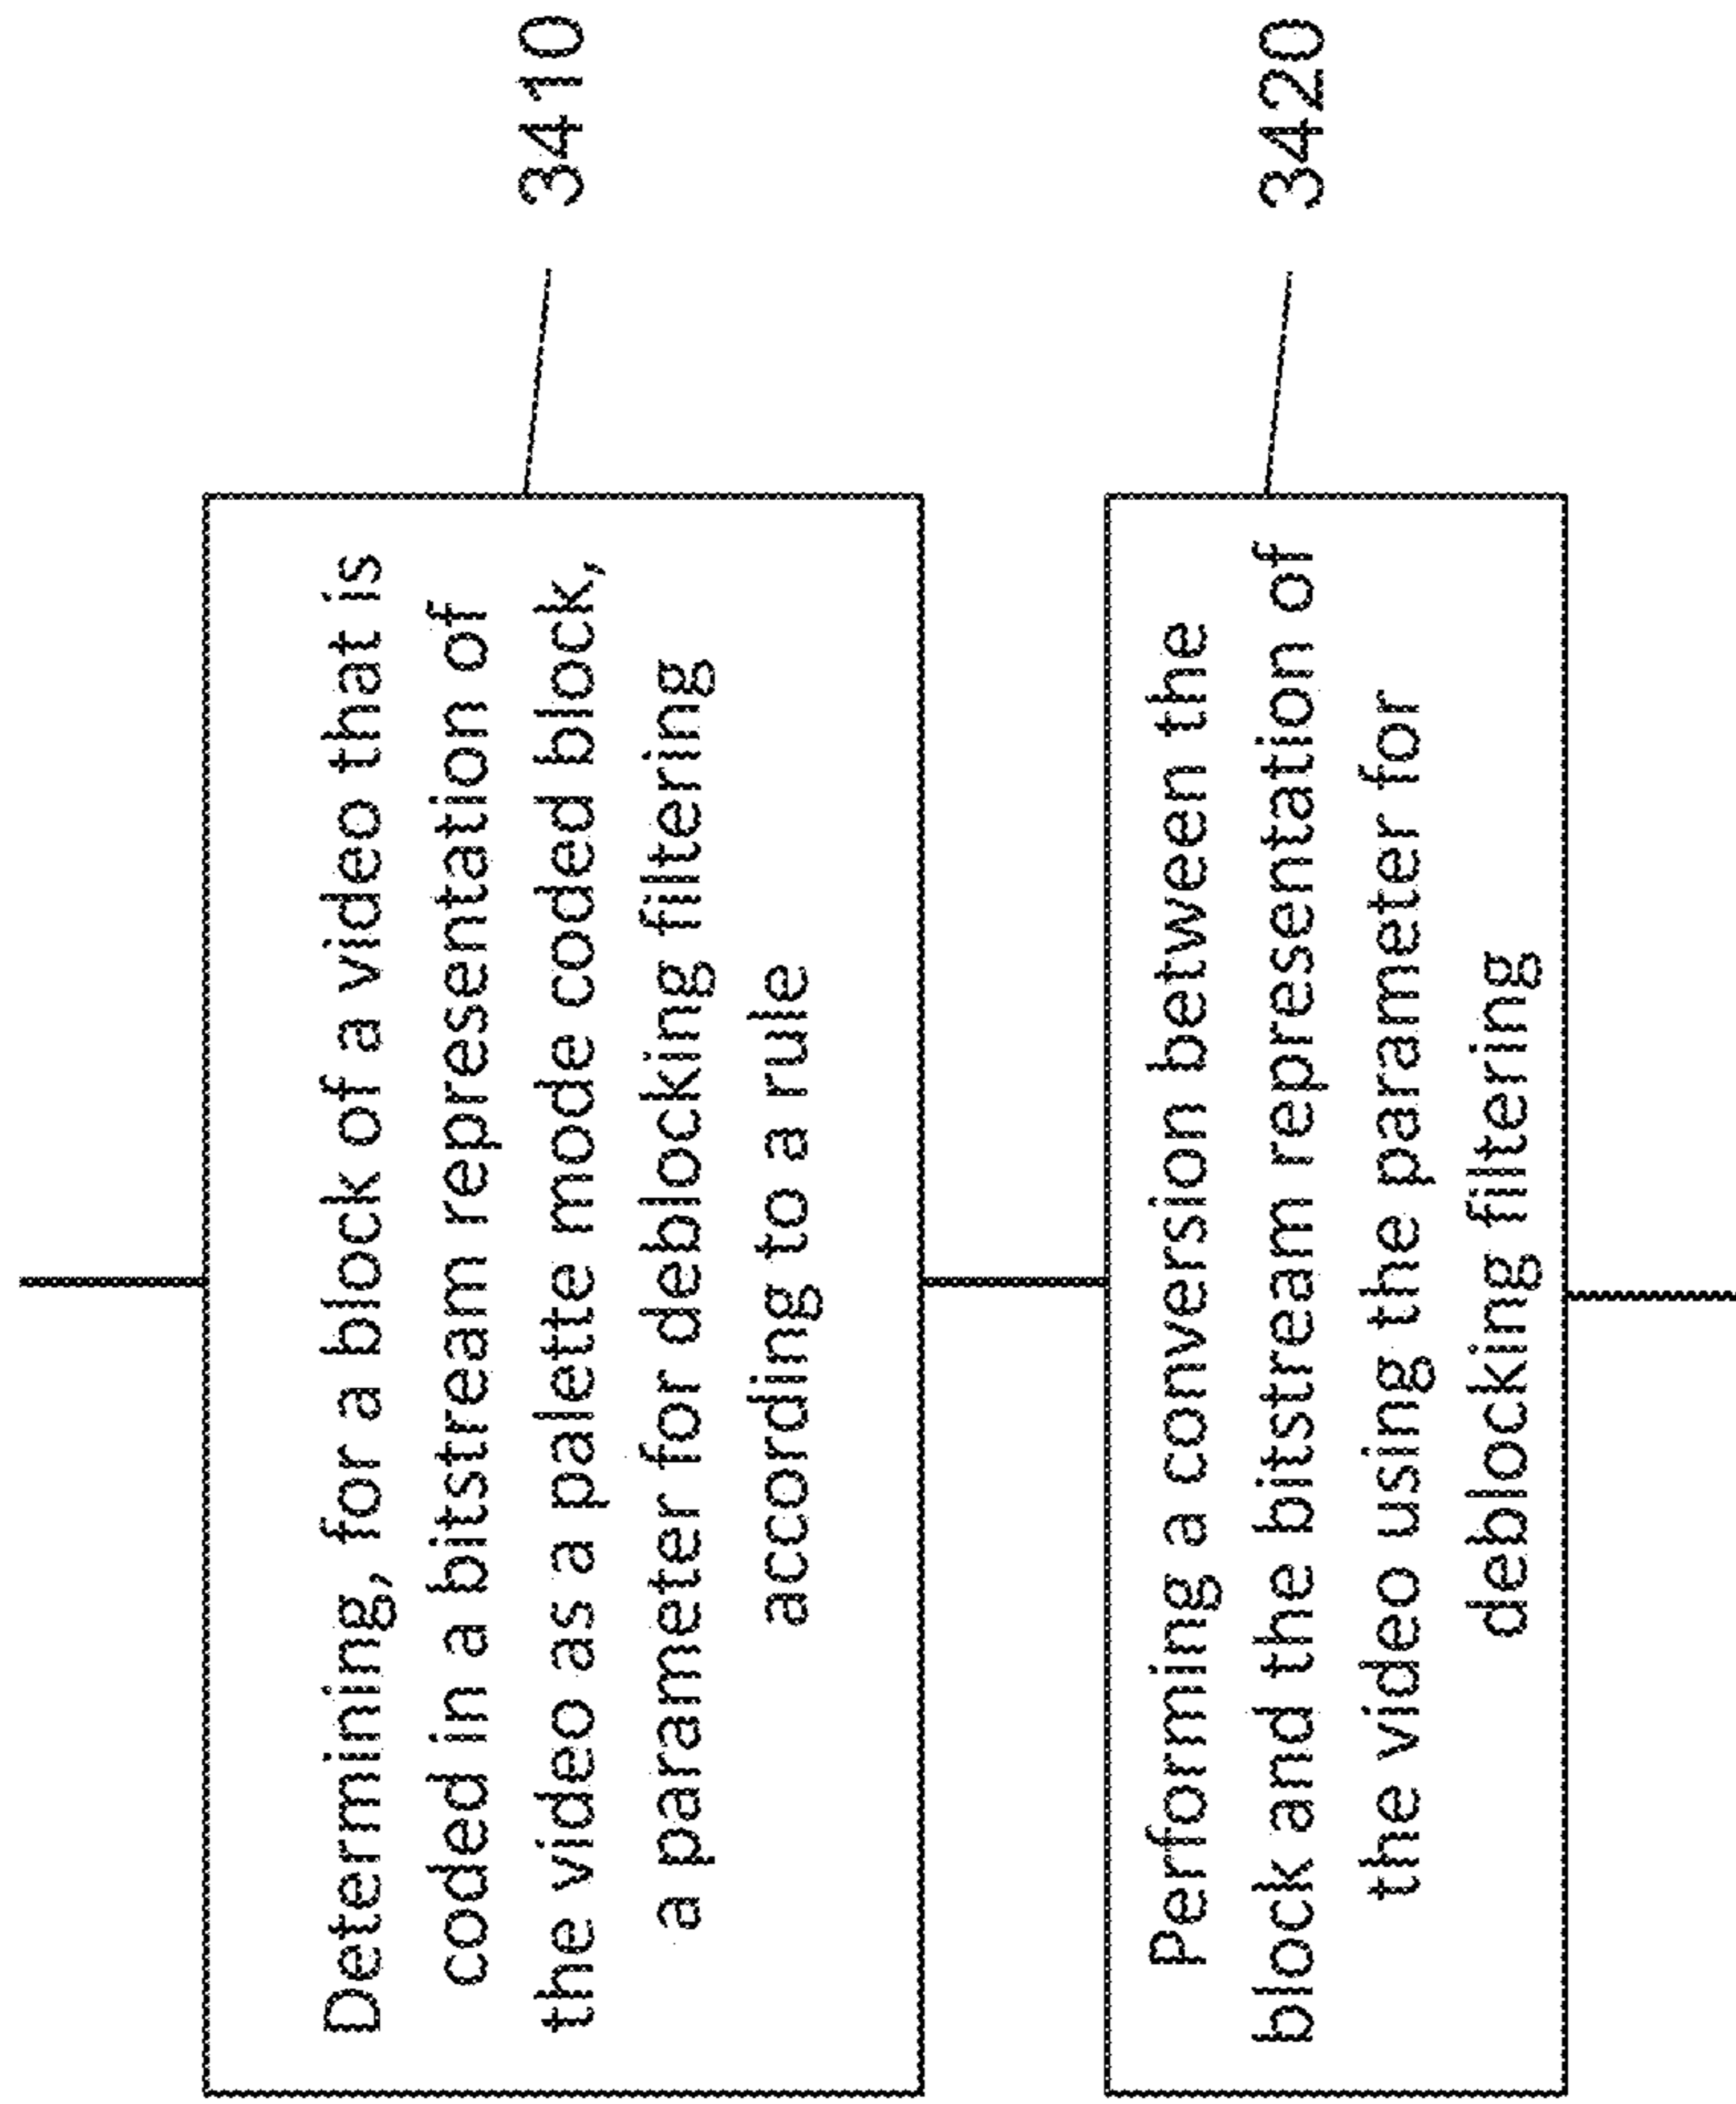 Determining, for a block of a video that is
coded in a bitstream representation of
the video as a palette mode coded block,
a parameter for deblocking filtering
according to a rule
3410
Performing a conversion between the
block and the bitstream representation of
the video using the parameter for
deblocking filtering
3420